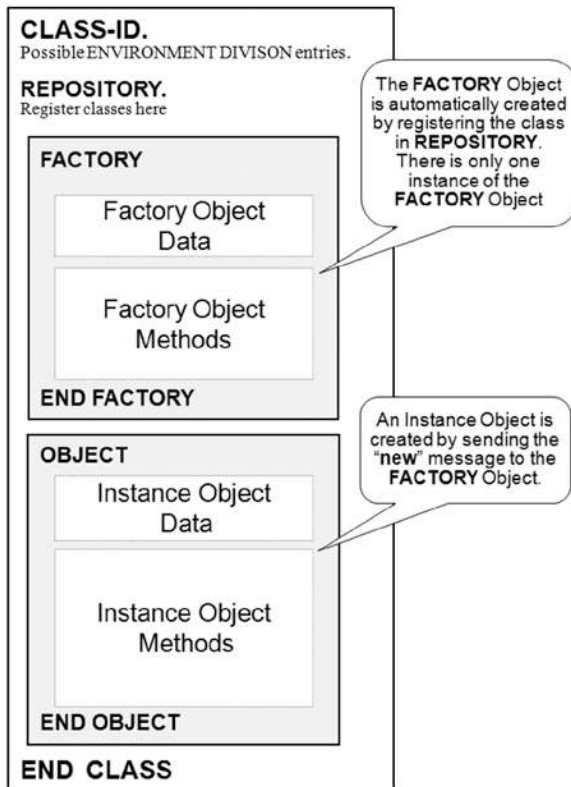 CLASS-ID.
Possible ENVIRONMENT DIVISON entries.
REPOSITORY.
Register classes here
FACTORY
Factory Object
Data
Factory Object
Methods
END FACTORY
The FACTORY Object
is automatically created
by registering the class
in REPOSITORY.
There is only one
instance of the
FACTORY Object
OBJECT
Instance Object
Data
Instance Object
Methods
END OBJECT
An Instance Object is
created by sending the
“new” message to the
FACTORY Object.
END CLASS